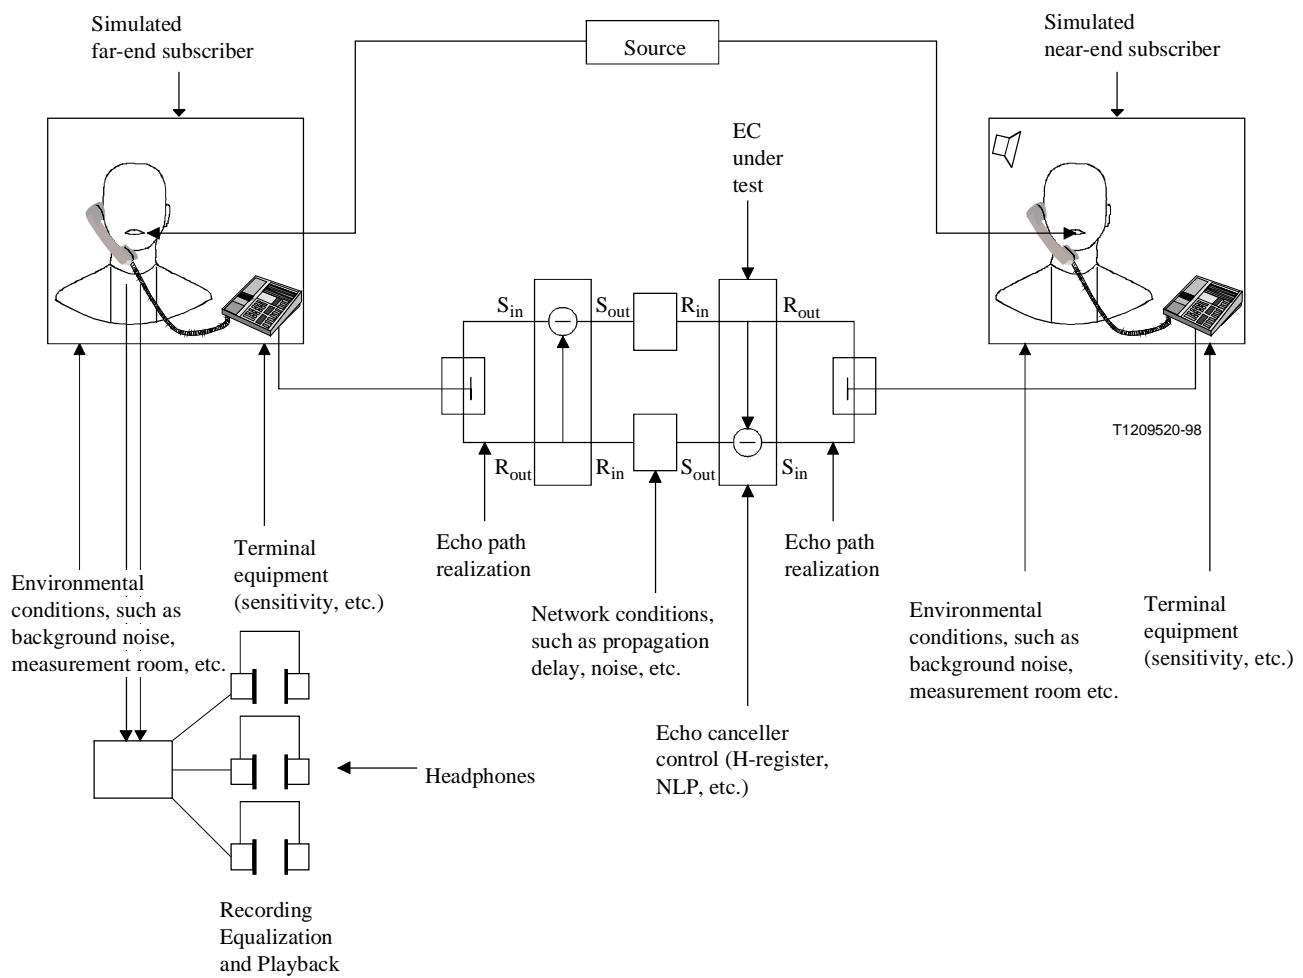 Simulated
far-end subscriber
Source
Simulated
near-end subscriber
EC
under
test
Sin
Sout
Rin
Rout
Rout
Rin
Sout
Sin
T1209520-98
Echo path
realization
Echo path
realization
Terminal
equipment
(sensitivity, etc.)
Environmental
conditions, such as
background noise,
measurement room, etc.
Network conditions,
such as propagation
delay, noise, etc.
Environmental
conditions, such as
background noise,
measurement room etc.
Terminal
equipment
(sensitivity, etc.)
Echo canceller
control (H-register,
NLP, etc.)
Headphones
Recording
Equalization
and Playback